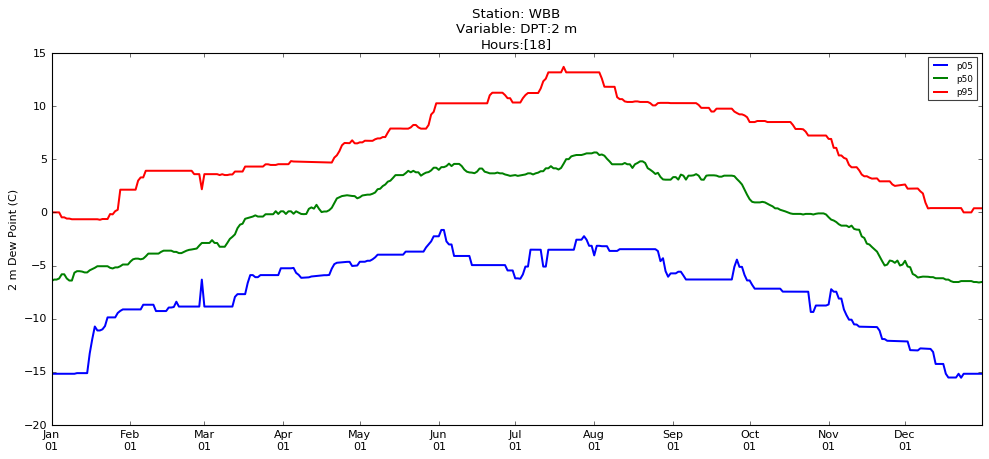 Station: WBB
Variable: DPT:2 m
Hours:[18]
2 m Dew Point (C)
15
10
5
0
−5
−10
−15
−20
p05
p50
p95
Jan Feb Mar Apr May Jun Jul Aug Sep Oct Nov Dec
01 01 01 01 01 01 01 01 01 01 01 01